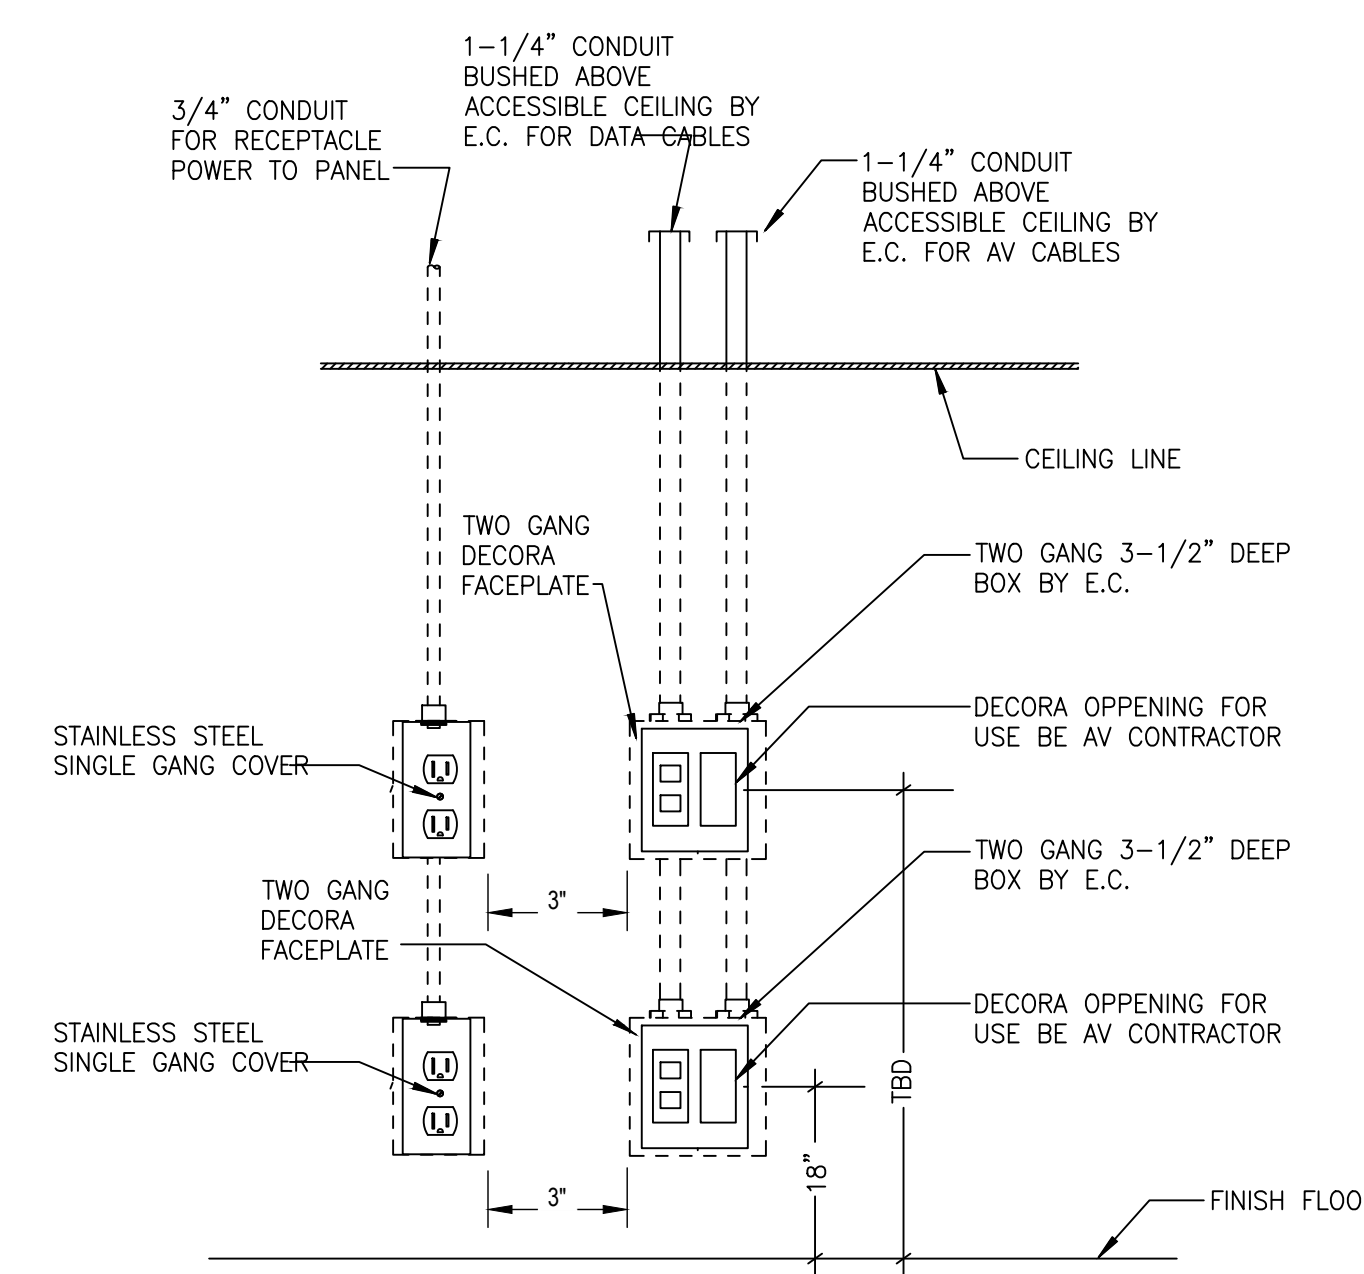 1-1/4" CONDUIT
BUSHED ABOVE
ACCESSIBLE CEILING BY
E.C. FOR DATA CABLES
3/4" CONDUIT
FOR RECEPTACLE
POWER TO PANEL
1-1/4" CONDUIT
BUSHED ABOVE
ACCESSIBLE CEILING BY
E.C. FOR AV CABLES
CEILING LINE
TWO GANG
DECORA
FACEPLATE
TWO GANG 3-1/2" DEEP
BOX BY E.C.
STAINLESS STEEL
SINGLE GANG COVER
DECORA OPPENING FOR
USE BE AV CONTRACTOR
TWO GANG 3-1/2" DEEP
BOX BY E.C.
TWO GANG
DECORA
FACEPLATE
3"
DECORA OPPENING FOR
USE BE AV CONTRACTOR
STAINLESS STEEL
SINGLE GANG COVER
TBD
18"
3"
FINISH FLOO